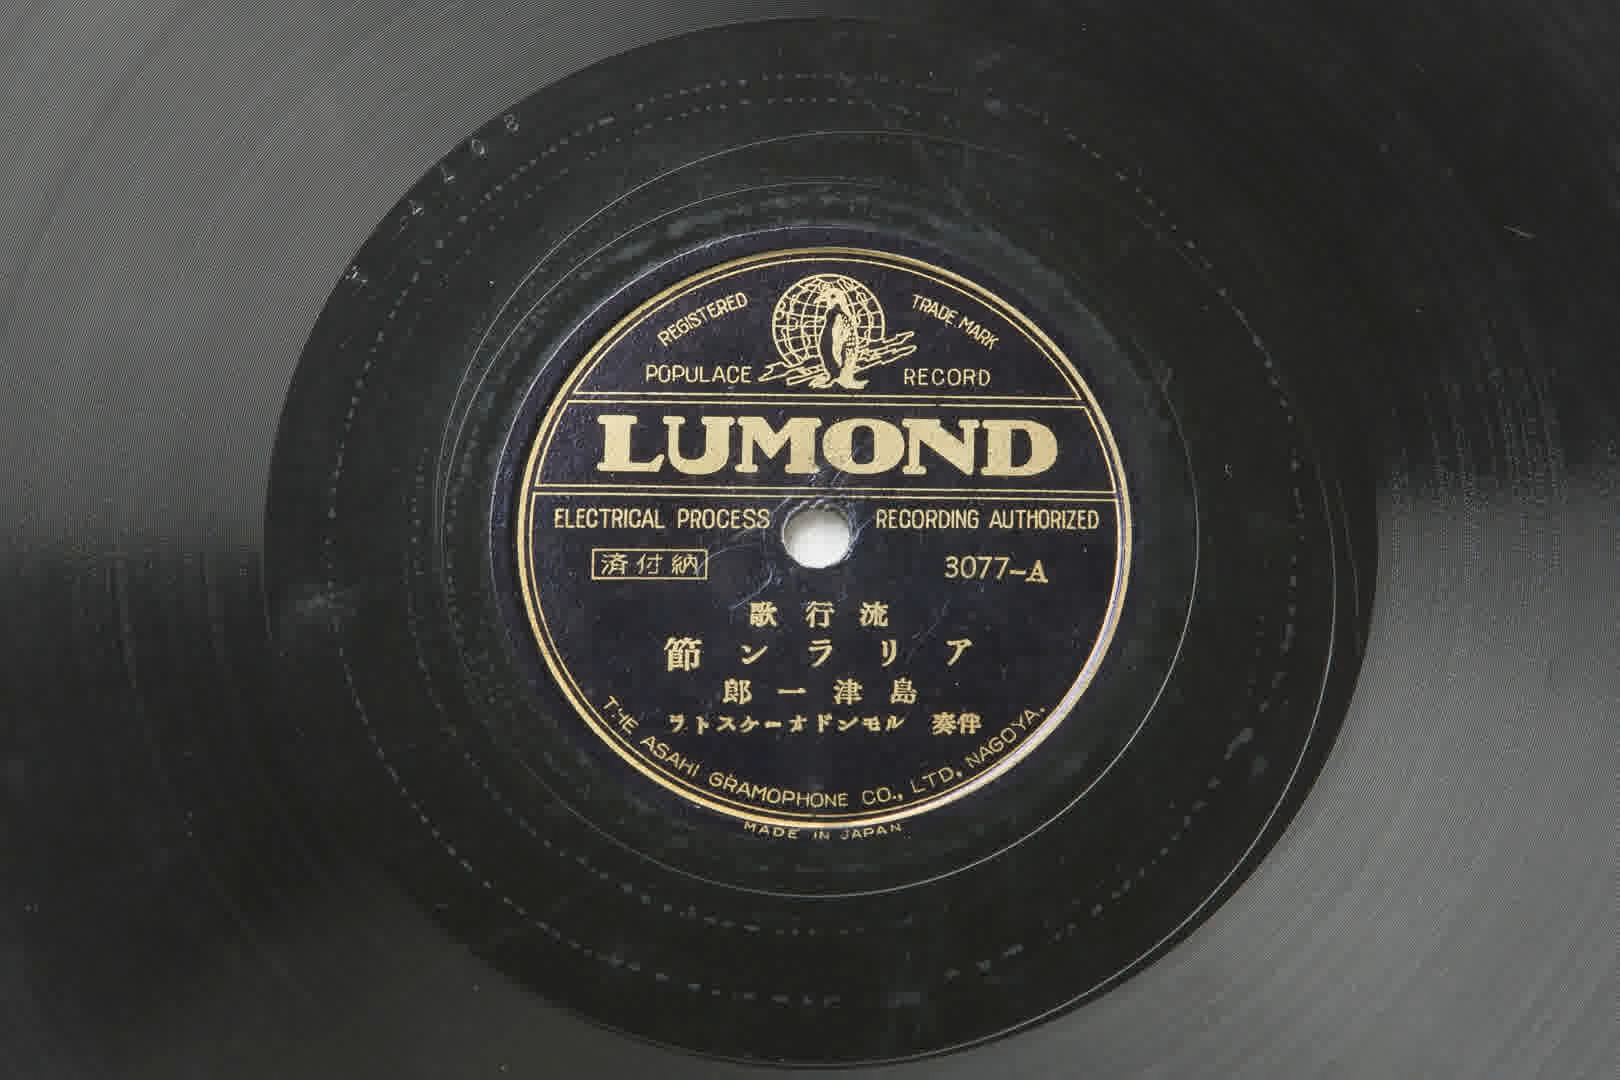 REGISTERED TRADE MARK
POPULACE RECORD
LUMOND
ELECTRICAL PROCESS RECORDING AUTHORIZED
納付済
3077-A
流行歌
アリラン節
島津一郎
伴奏 ルモンドオーケストラ
THE ASAHI GRAMOPHONE CO., LTD, NAGOYA.
MADE IN JAPAN